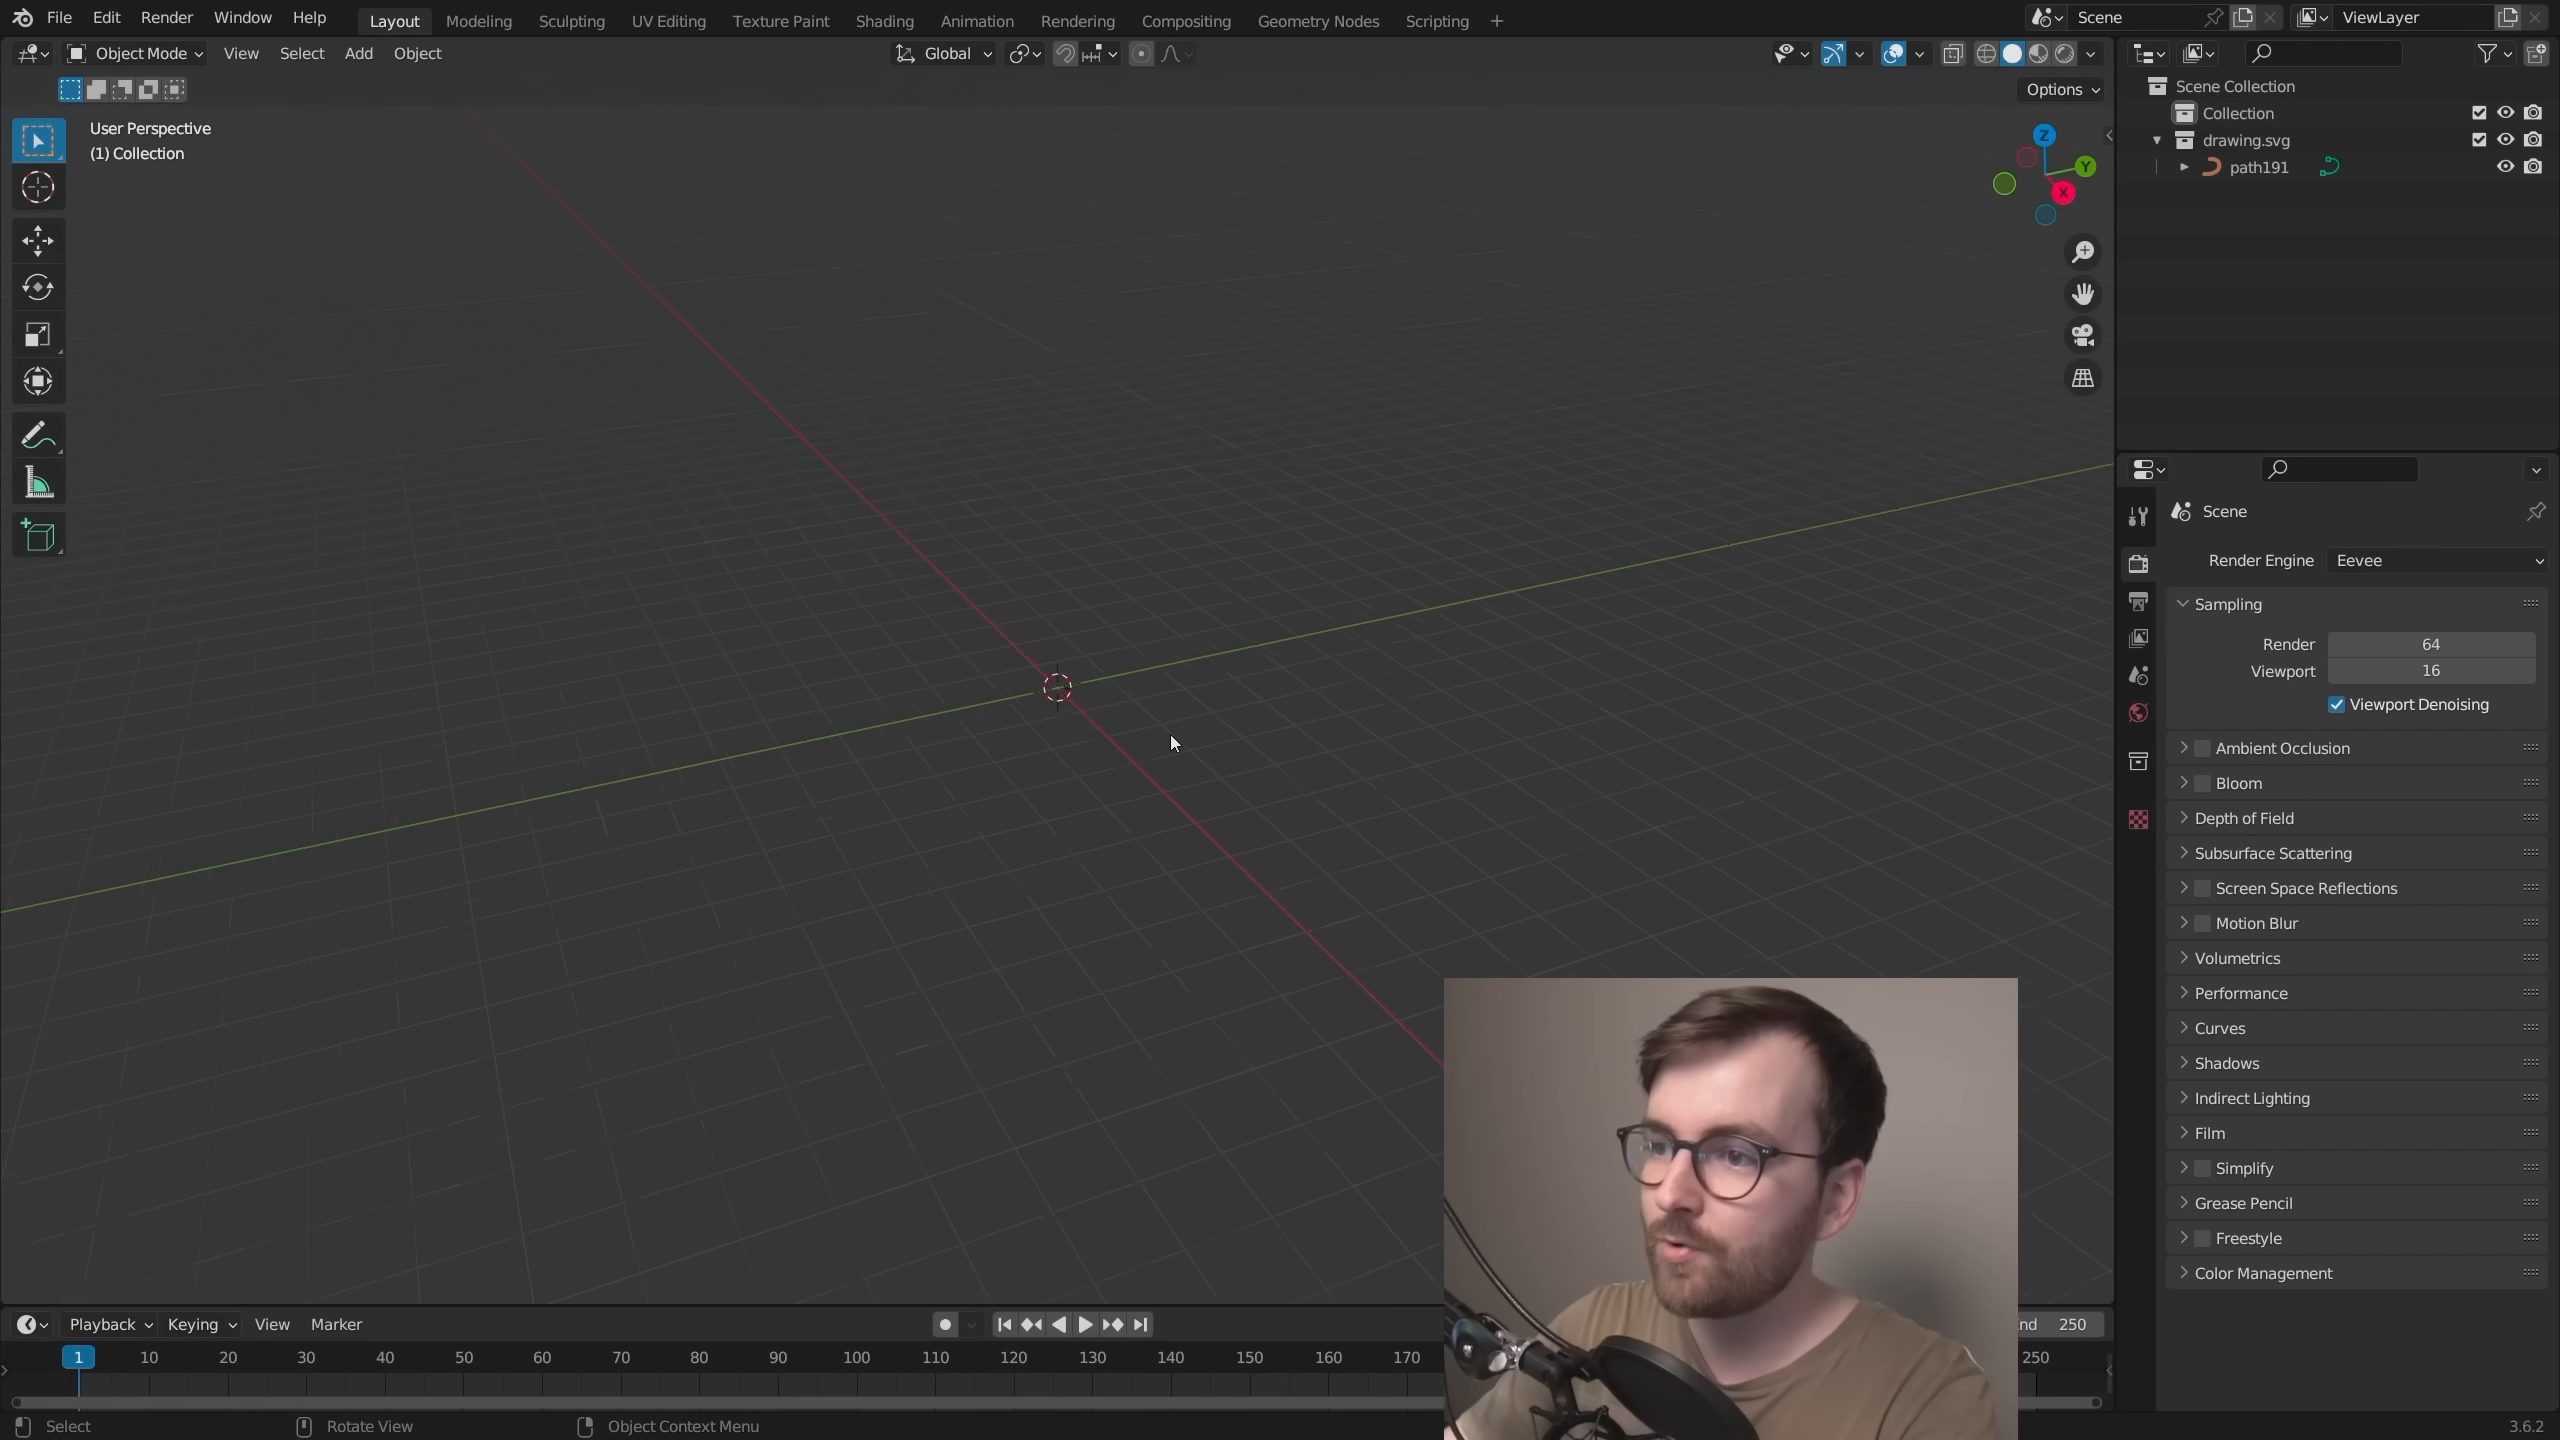 File Edit Render Window Help Layout Modeling Sculpting UV Editing Texture Paint Shading Animation Rendering Compositing Geometry Nodes Scripting + Scene ViewLayer
Object Mode View Select Add Object Global
Options
User Perspective
(1) Collection
Z
Y
X
Scene Collection
Collection
drawing.svg
path191
Scene
Render Engine Eevee
Sampling
Render 64
Viewport 16
Viewport Denoising
Ambient Occlusion
Bloom
Depth of Field
Subsurface Scattering
Screen Space Reflections
Motion Blur
Volumetrics
Performance
Curves
Shadows
Indirect Lighting
Film
Simplify
Grease Pencil
Freestyle
Color Management
Playback Keying View Marker nd 250
1 10 20 30 40 50 60 70 80 90 100 110 120 130 140 150 160 170 250
Select Rotate View Object Context Menu 3.6.2